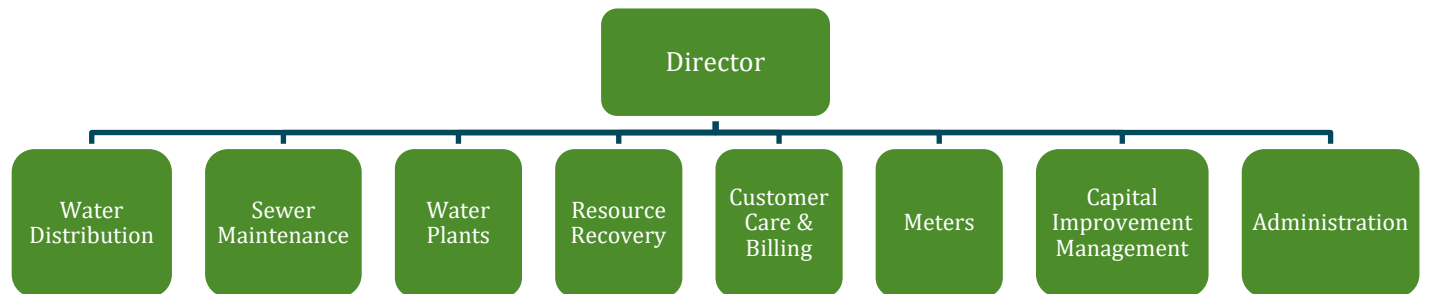 Director
Water
Distribution
Sewer
Maintenance
Water
Plants
Resource
Recovery
Customer
Care &
Billing
Meters
Capital
Improvement
Management
Administration